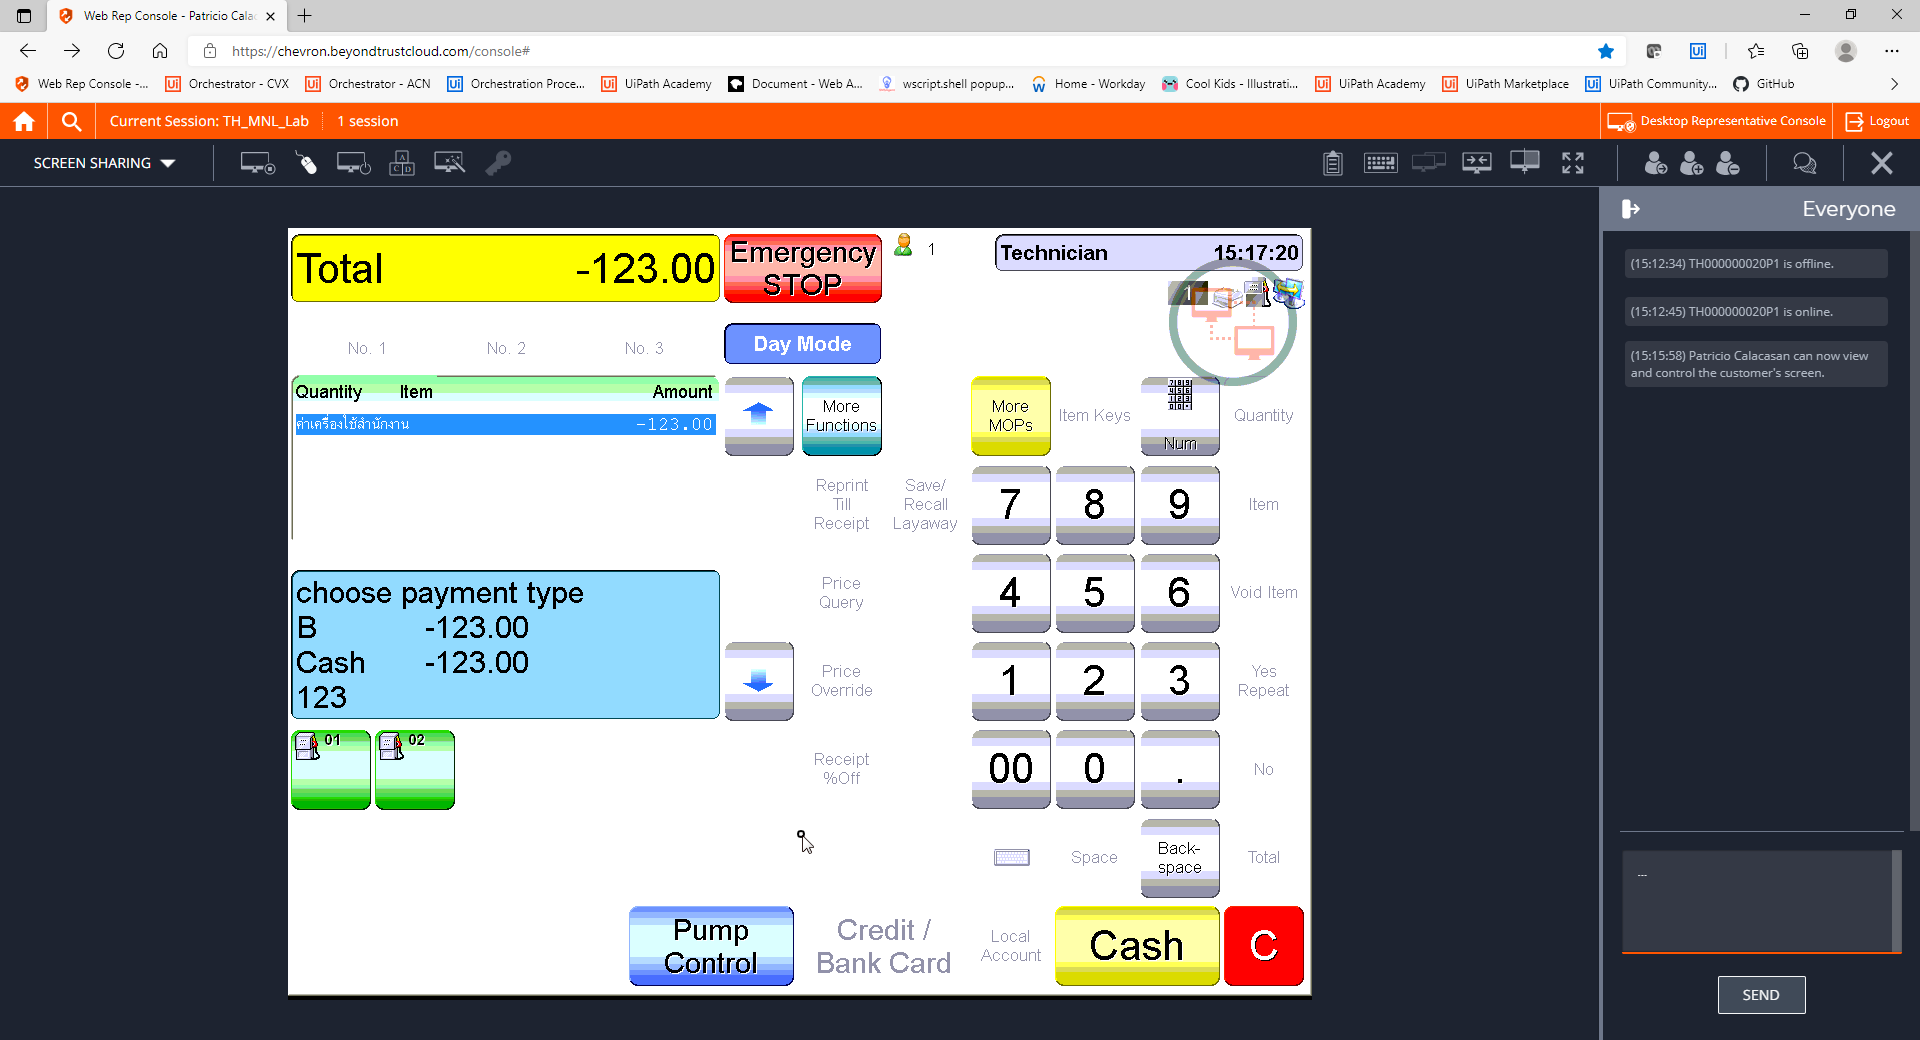 Web Rep Console - Patricio Cala
https://chevron.beyondtrustcloud.com/console#
Web Rep Console -...
Orchestrator - CVX
Orchestrator - ACN
Orchestration Proce...
UiPath Academy
Document - Web A...
wscript.shell popup...
Home - Workday
Cool Kids - Illustrati...
UiPath Academy
UiPath Marketplace
UiPath Community...
GitHub
Current Session: TH_MNL_Lab
1 session
Desktop Representative Console
Logout
SCREEN SHARING
Everyone
(15:12:34) TH000000020P1 is offline.
(15:12:45) TH000000020P1 is online.
(15:15:58) Patricio Calacasan can now view
and control the customer's screen.
...
SEND
Total -123.00
Emergency
STOP
1
Technician 15:17:20
1
No. 1
No. 2
No. 3
Day Mode
Quantity Item Amount
ค่าเครื่องใช้สำนักงาน -123.00
More
Functions
More
MOPs
Item Keys
Num
Quantity
Reprint
Till
Receipt
Save/
Recall
Layaway
7
8
9
Item
choose payment type
B -123.00
Cash -123.00
123
Price
Query
4
5
6
Void Item
Price
Override
1
2
3
Yes
Repeat
01
02
Receipt
%Off
00
0
.
No
Space
Back-
space
Total
Pump
Control
Credit /
Bank Card
Local
Account
Cash
C